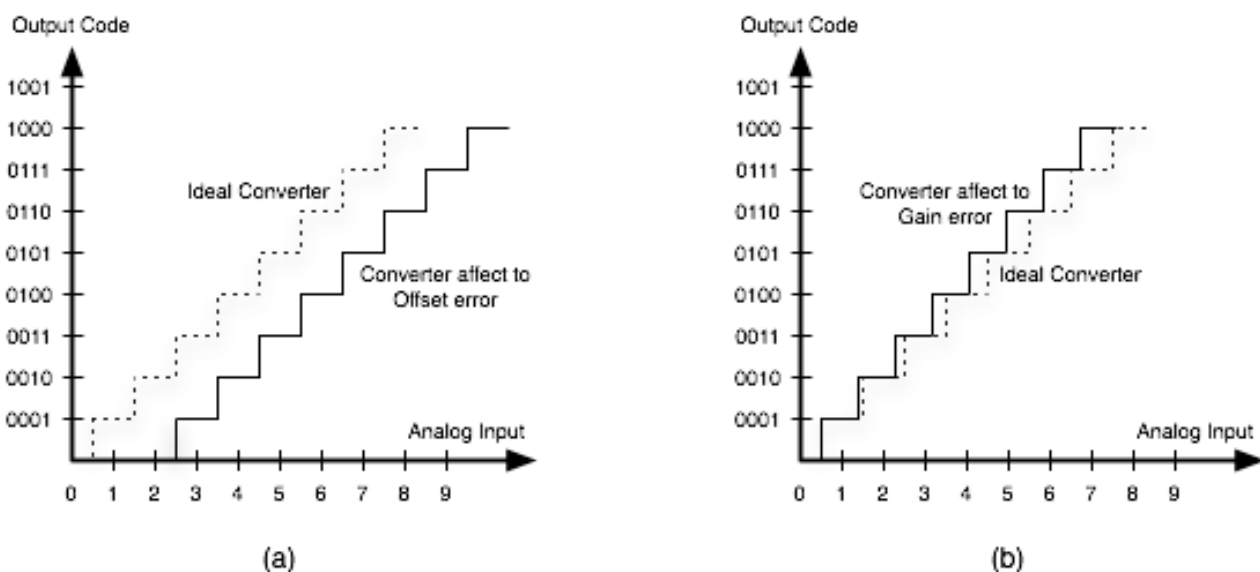 Output Code
1001
1000
0111
0110
0101
0100
0011
0010
0001
Ideal Converter
Converter affect to
Offset error
Analog Input
0 1 2 3 4 5 6 7 8 9
(a)
Output Code
1001
1000
0111
0110
0101
0100
0011
0010
0001
Converter affect to
Gain error
Ideal Converter
Analog Input
0 1 2 3 4 5 6 7 8 9
(b)